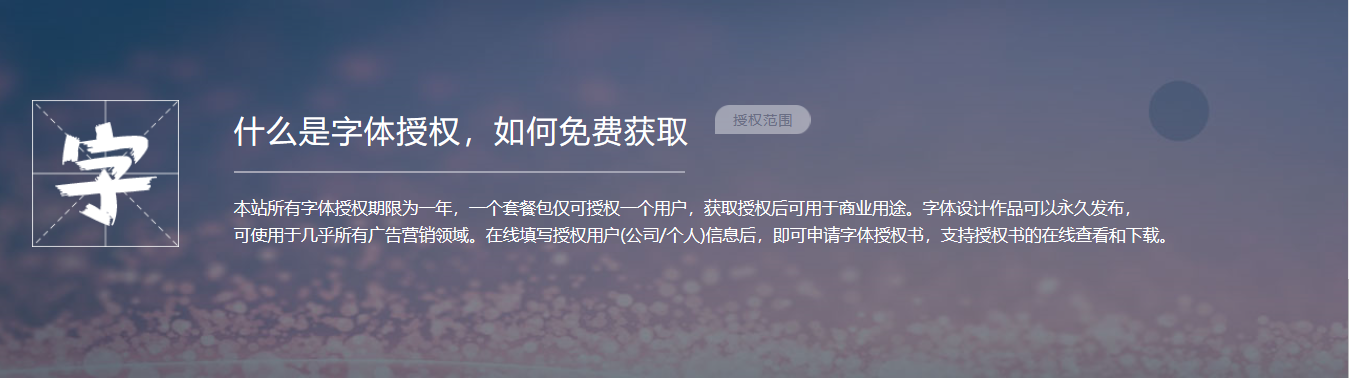 字
什么是字体授权，如何免费获取
授权范围
本站所有字体授权期限为一年，一个套餐包仅可授权一个用户，获取授权后可用于商业用途。字体设计作品可以永久发布，
可使用于几乎所有广告营销领域。在线填写授权用户(公司/个人)信息后，即可申请字体授权书，支持授权书的在线查看和下载。